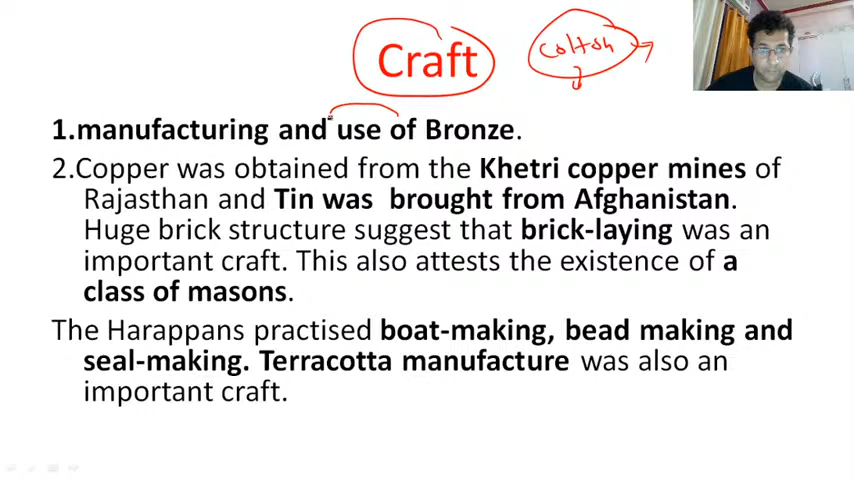 Craft
Cotton
1.manufacturing and use of Bronze.
2.Copper was obtained from the Khetri copper mines of
Rajasthan and Tin was brought from Afghanistan.
Huge brick structure suggest that brick-laying was an
important craft. This also attests the existence of a
class of masons.
The Harappans practised boat-making, bead making and
seal-making. Terracotta manufacture was also an
important craft.